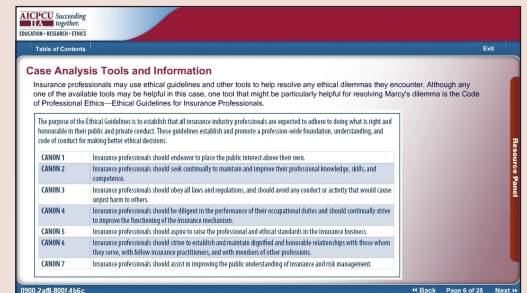 AICPCU Succeeding
IIA together.
EDUCATION • RESEARCH • ETHICS
Table of Contents
Exit
Case Analysis Tools and Information
Insurance professionals may use ethical guidelines and other tools to help resolve any ethical dilemmas they encounter. Although any
one of the available tools may be helpful in this case, one tool that might be particularly helpful for resolving Marcy's dilemma is the Code
of Professional Ethics—Ethical Guidelines for Insurance Professionals.
The purpose of the Ethical Guidelines is to establish that all insurance industry professionals are expected to adhere to doing what is right and
honourable in their public and private conduct. These guidelines establish and promote a profession-wide foundation, understanding, and
code of conduct for making better ethical decisions.
CANON 1 Insurance professionals should endeavor to place the public interest above their own.
CANON 2 Insurance professionals should seek continually to maintain and improve their professional knowledge, skills, and
competence.
CANON 3 Insurance professionals should obey all laws and regulations, and should avoid any conduct or activity that would cause
unjust harm to others.
CANON 4 Insurance professionals should be diligent in the performance of their occupational duties and should continually strive
to improve the functioning of the insurance mechanism.
CANON 5 Insurance professionals should aspire to raise the professional and ethical standards in the insurance business.
CANON 6 Insurance professionals should strive to establish and maintain dignified and honorable relationships with those whom
they serve, with fellow insurance practitioners, and with members of other professions.
CANON 7 Insurance professionals should assist in improving the public understanding of insurance and risk management.
Resource Panel
Back Page 6 of 28 Next